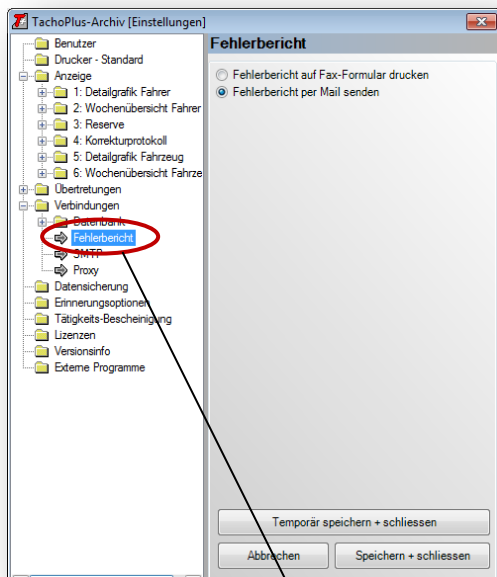 TachoPlus-Archiv [Einstellungen]
Benutzer
Drucker - Standard
Anzeige
1: Detailgrafik Fahrer
2: Wochenübersicht Fahrer
3: Reserve
4: Korrekturprotokoll
5: Detailgrafik Fahrzeug
6: Wochenübersicht Fahrze
Übertretungen
Verbindungen
Datenbank
Fehlerbericht
SMTP
Proxy
Datensicherung
Erinnerungsoptionen
Tätigkeits-Bescheinigung
Lizenzen
Versionsinfo
Externe Programme
Fehlerbericht
Fehlerbericht auf Fax-Formular drucken
Fehlerbericht per Mail senden
Temporär speichern + schliessen
Abbrechen
Speichern + schliessen